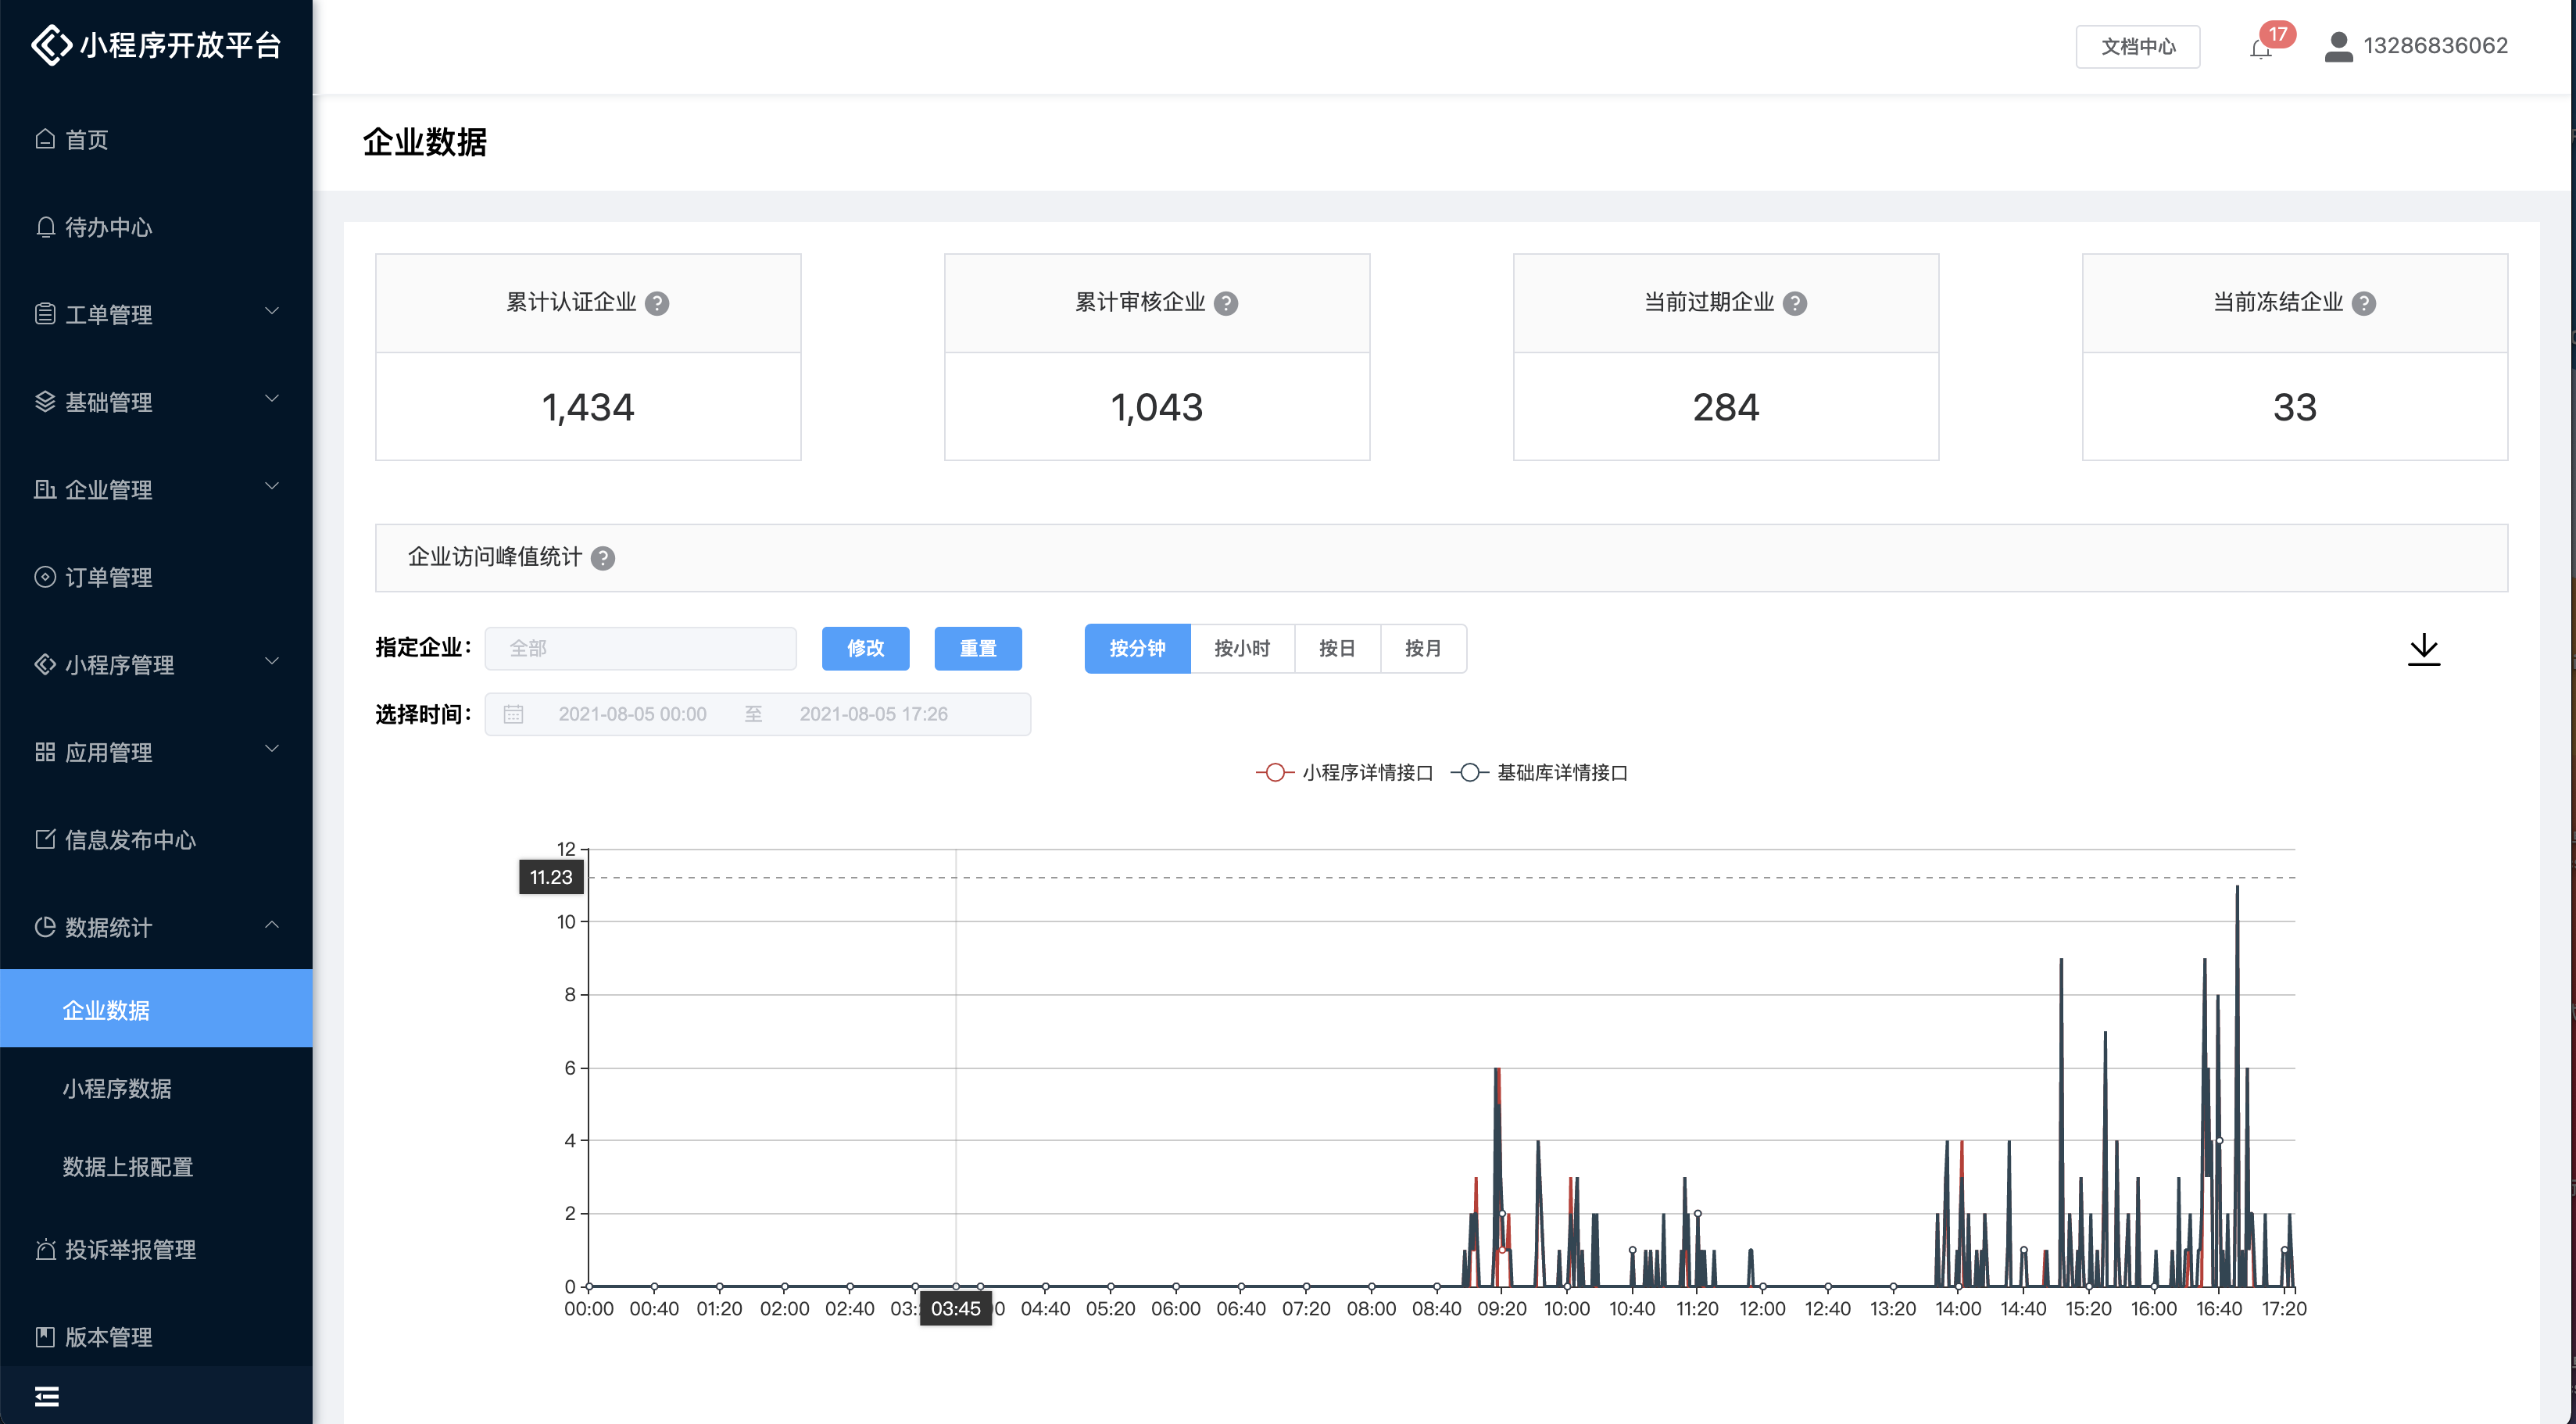 小程序开放平台
文档中心
17
13286836062
首页
待办中心
工单管理
基础管理
企业管理
订单管理
小程序管理
应用管理
信息发布中心
数据统计
企业数据
小程序数据
数据上报配置
投诉举报管理
版本管理
企业数据
累计认证企业 ?
1,434
累计审核企业 ?
1,043
当前过期企业 ?
284
当前冻结企业 ?
33
企业访问峰值统计 ?
指定企业： 全部 修改 重置 按分钟 按小时 按日 按月
选择时间： 2021-08-05 00:00 至 2021-08-05 17:26
小程序详情接口 基础库详情接口
12
11.23
10
8
6
4
2
0
00:00 00:40 01:20 02:00 02:40 03: 03:45 0 04:40 05:20 06:00 06:40 07:20 08:00 08:40 09:20 10:00 10:40 11:20 12:00 12:40 13:20 14:00 14:40 15:20 16:00 16:40 17:20